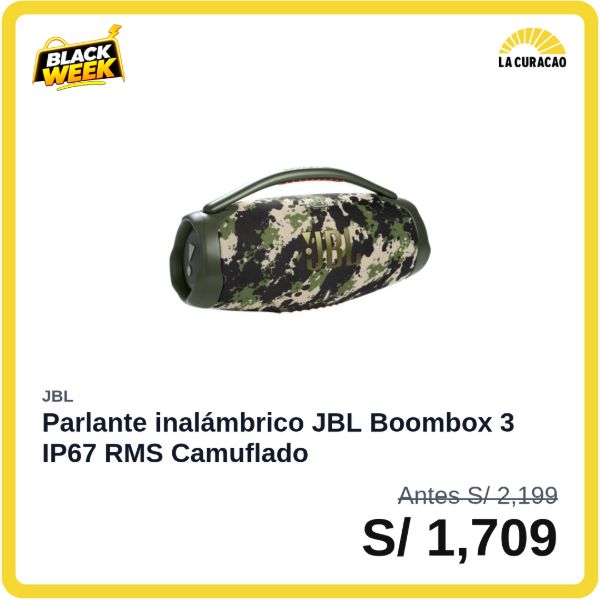 BLACK
WEEK
LA CURACAO
JBL
JBL
Parlante inalámbrico JBL Boombox 3
IP67 RMS Camuflado
Antes S/ 2,199
S/ 1,709